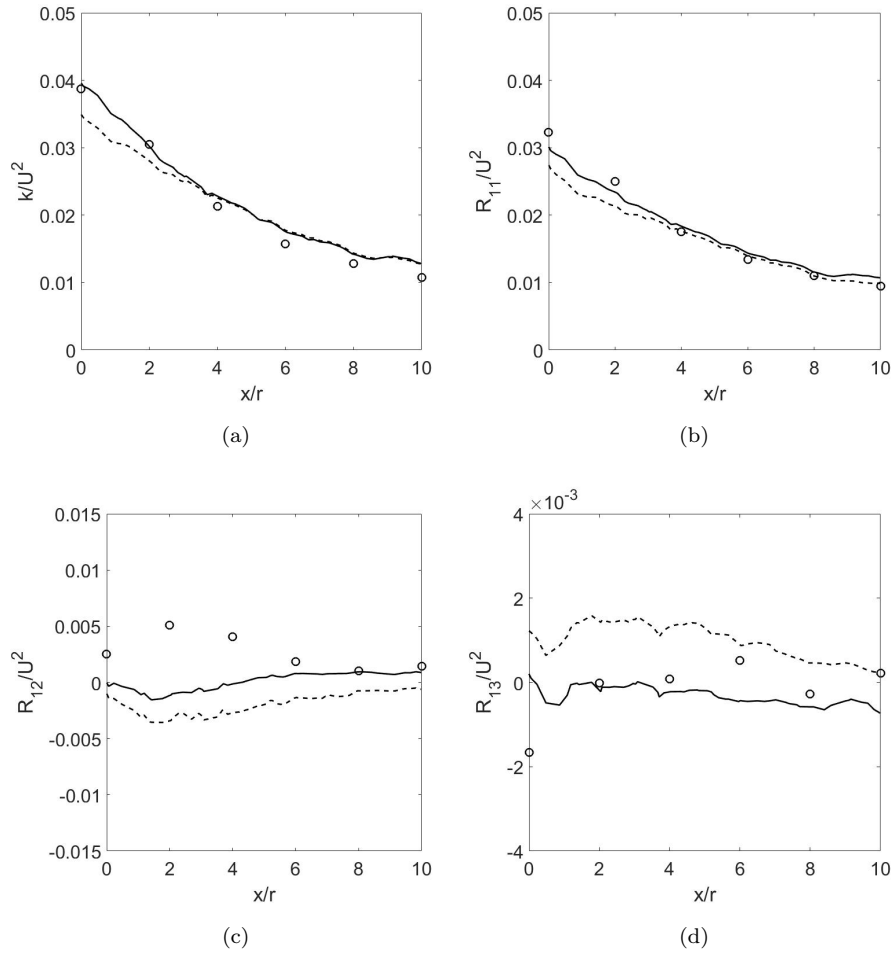 0.05
0.04
0.03
0.02
0.01
0
k/U²
0 2 4 6 8 10
x/r
(a)
0.05
0.04
0.03
0.02
0.01
0
R₁₁/U²
0 2 4 6 8 10
x/r
(b)
0.015
0.01
0.005
0
-0.005
-0.01
-0.015
R₁₂/U²
0 2 4 6 8 10
x/r
(c)
×10⁻³
4
2
0
-2
-4
R₁₃/U²
0 2 4 6 8 10
x/r
(d)